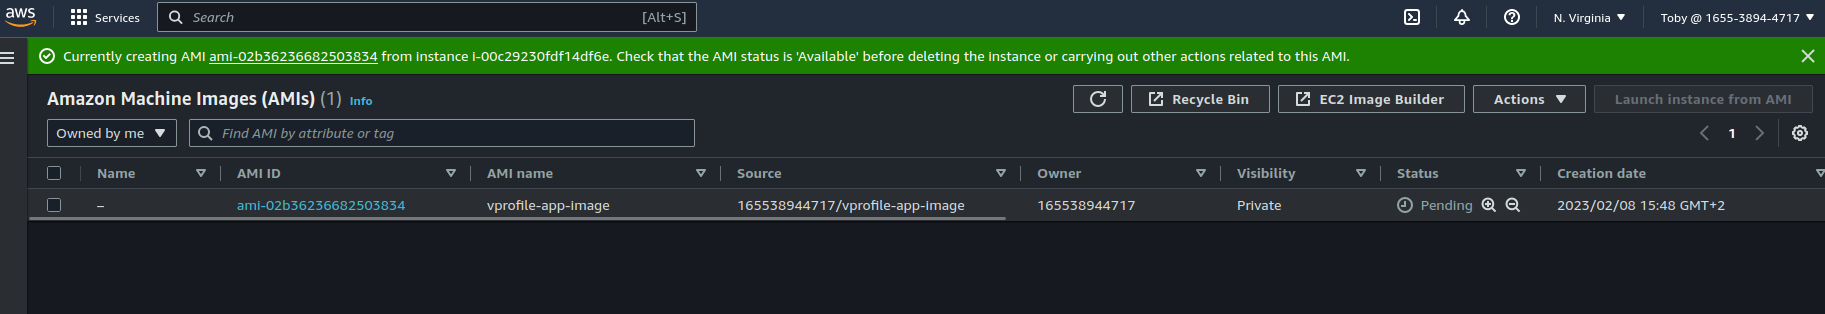 aws Services Search [Alt+S] N. Virginia Toby @ 1655-3894-4717
Currently creating AMI ami-02b36236682503834 from instance i-00c29230fdf14df6e. Check that the AMI status is 'Available' before deleting the instance or carrying out other actions related to this AMI.
Amazon Machine Images (AMIs) (1) Info Recycle Bin EC2 Image Builder Actions Launch instance from AMI
Owned by me Find AMI by attribute or tag 1
Name AMI ID AMI name Source Owner Visibility Status Creation date
– ami-02b36236682503834 vprofile-app-image 165538944717/vprofile-app-image 165538944717 Private Pending 2023/02/08 15:48 GMT+2